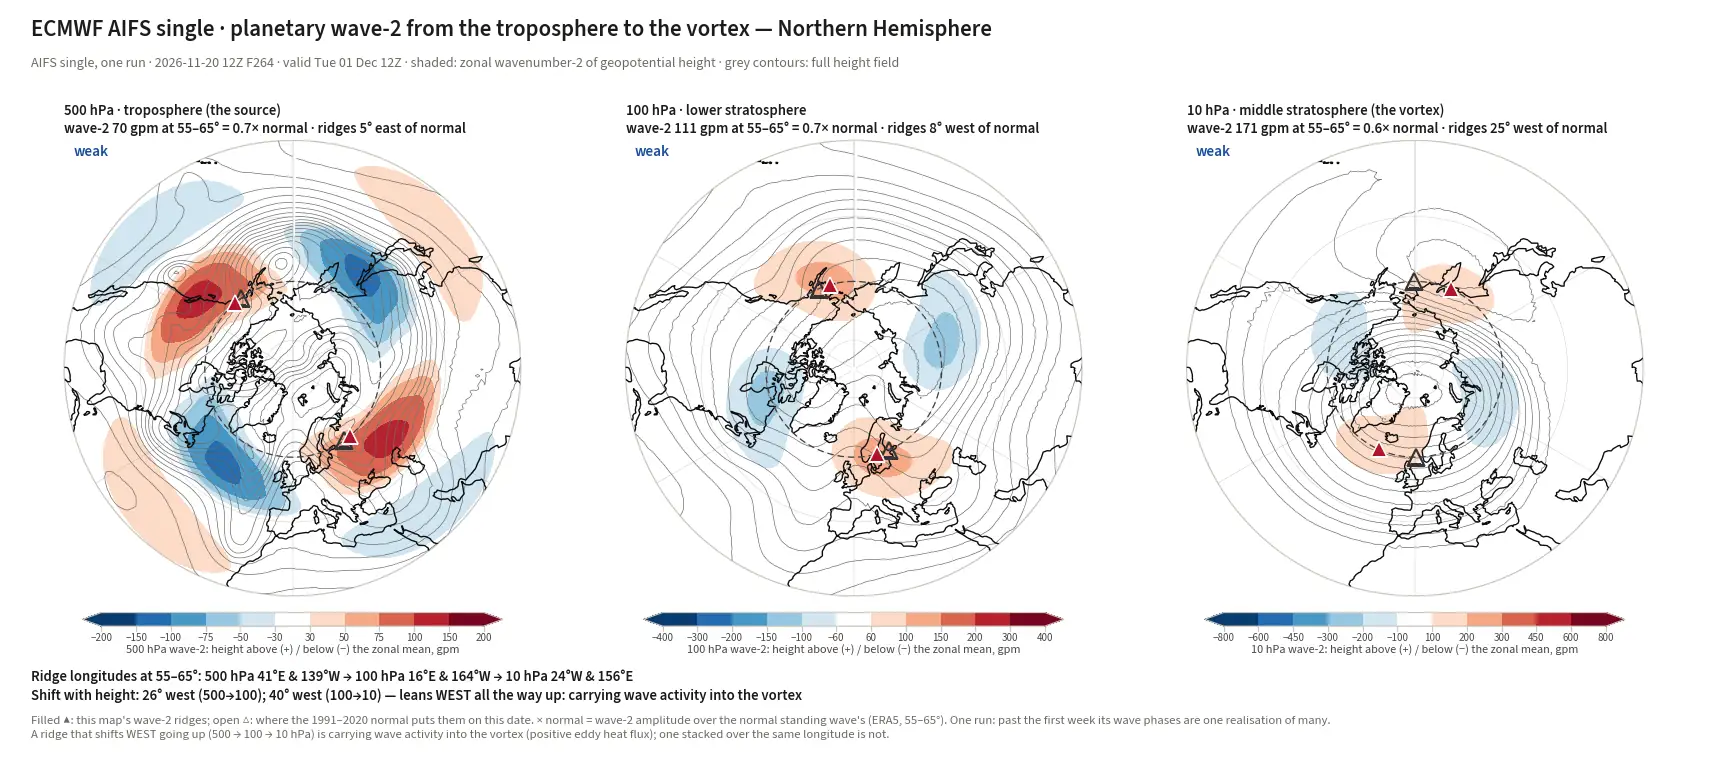 ECMWF AIFS single · planetary wave-2 from the troposphere to the vortex — Northern Hemisphere
AIFS single, one run · 2026-11-20 12Z F264 · valid Tue 01 Dec 12Z · shaded: zonal wavenumber-2 of geopotential height · grey contours: full height field
500 hPa · troposphere (the source)
wave-2 70 gpm at 55–65° = 0.7× normal · ridges 5° east of normal
weak
100 hPa · lower stratosphere
wave-2 111 gpm at 55–65° = 0.7× normal · ridges 8° west of normal
weak
10 hPa · middle stratosphere (the vortex)
wave-2 171 gpm at 55–65° = 0.6× normal · ridges 25° west of normal
weak
−200 −150 −100 −75 −50 −30 30 50 75 100 150 200
500 hPa wave-2: height above (+) / below (−) the zonal mean, gpm
−400 −300 −200 −150 −100 −60 60 100 150 200 300 400
100 hPa wave-2: height above (+) / below (−) the zonal mean, gpm
−800 −600 −450 −300 −200 −100 100 200 300 450 600 800
10 hPa wave-2: height above (+) / below (−) the zonal mean, gpm
Ridge longitudes at 55–65°: 500 hPa 41°E & 139°W → 100 hPa 16°E & 164°W → 10 hPa 24°W & 156°E
Shift with height: 26° west (500→100); 40° west (100→10) — leans WEST all the way up: carrying wave activity into the vortex
Filled ▲: this map's wave-2 ridges; open △: where the 1991–2020 normal puts them on this date. × normal = wave-2 amplitude over the normal standing wave's (ERA5, 55–65°). One run: past the first week its wave phases are one realisation of many.
A ridge that shifts WEST going up (500 → 100 → 10 hPa) is carrying wave activity into the vortex (positive eddy heat flux); one stacked over the same longitude is not.